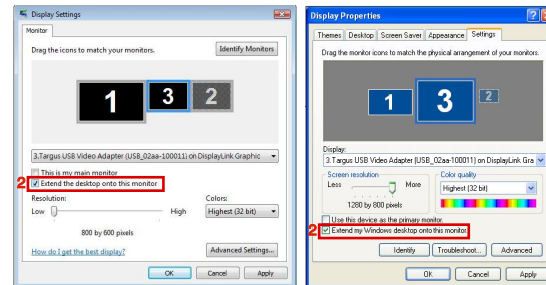 Display Settings
Monitor
Drag the icons to match your monitors.
Identify Monitors
1
3
2
3.Targus USB Video Adapter (USB_02aa-100011) on DisplayLink Graphic
This is my main monitor
2
Extend the desktop onto this monitor
Resolution:
Low
High
800 by 600 pixels
Colors:
Highest (32 bit)
How do I get the best display?
Advanced Settings...
OK
Cancel
Apply
Display Properties
Themes
Desktop
Screen Saver
Appearance
Settings
Drag the monitor icons to match the physical arrangement of your monitors.
1
3
2
Display:
3.Targus USB Video Adapter (USB_02aa-100011) on DisplayLink Gra
Screen resolution
Less
More
1280 by 800 pixels
Color quality
Highest (32 bit)
Use this device as the primary monitor.
2
Extend my Windows desktop onto this monitor.
Identify
Troubleshoot...
Advanced
OK
Cancel
Apply